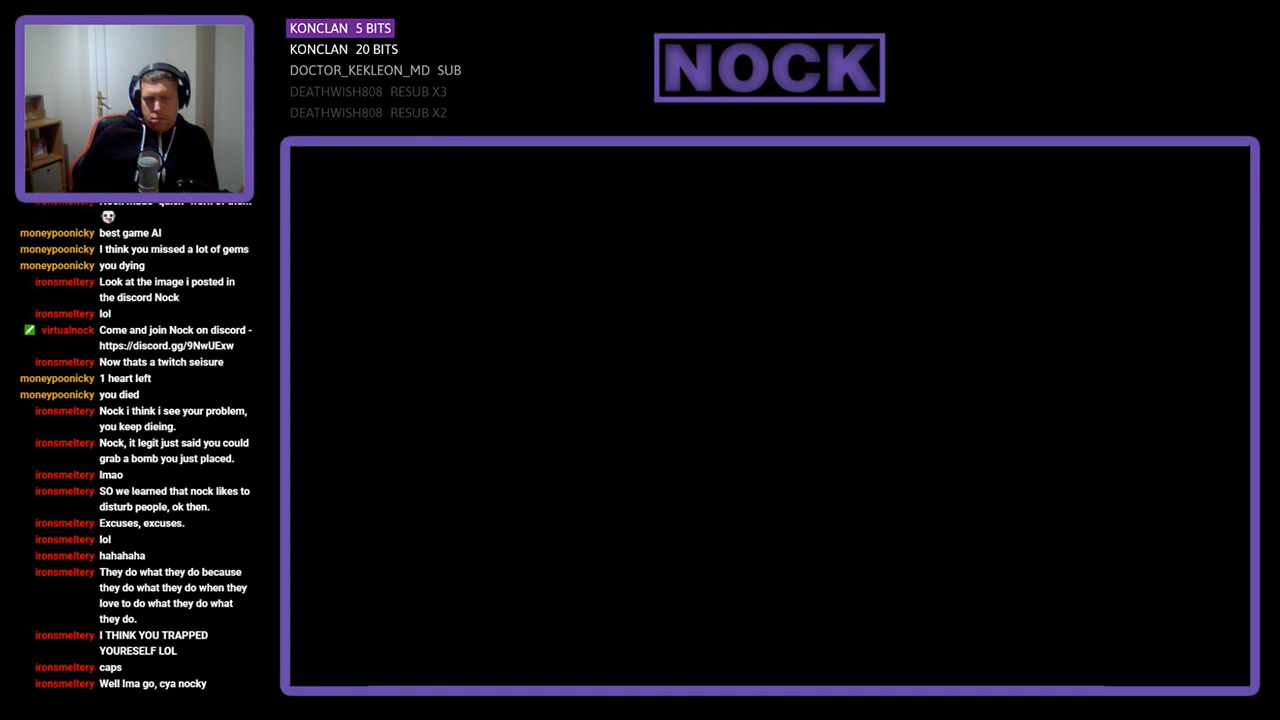 KONCLAN 5 BITS
KONCLAN 20 BITS
DOCTOR_KEKLEON_MD SUB
DEATHWISH808 RESUB X3
DEATHWISH808 RESUB X2
NOCK
moneypoonicky best game AI
moneypoonicky I think you missed a lot of gems
moneypoonicky you dying
ironsmeltery Look at the image i posted in
the discord Nock
ironsmeltery lol
virtualnock Come and join Nock on discord -
https://discord.gg/9NwUExw
ironsmeltery Now thats a twitch seisure
moneypoonicky 1 heart left
moneypoonicky you died
ironsmeltery Nock i think i see your problem,
you keep dieing.
ironsmeltery Nock, it legit just said you could
grab a bomb you just placed.
ironsmeltery lmao
ironsmeltery SO we learned that nock likes to
disturb people, ok then.
ironsmeltery Excuses, excuses.
ironsmeltery lol
ironsmeltery hahahaha
ironsmeltery They do what they do because
they do what they do when they
love to do what they do what
they do.
ironsmeltery I THINK YOU TRAPPED
YOURESELF LOL
ironsmeltery caps
ironsmeltery Well Ima go, cya nocky